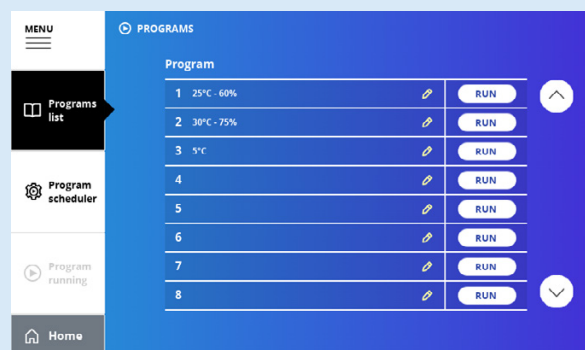 MENU
PROGRAMS
Programs
list
Program
scheduler
Program
running
Home
Program
1 25°C - 60% RUN
2 30°C - 75% RUN
3 5°C RUN
4 RUN
5 RUN
6 RUN
7 RUN
8 RUN